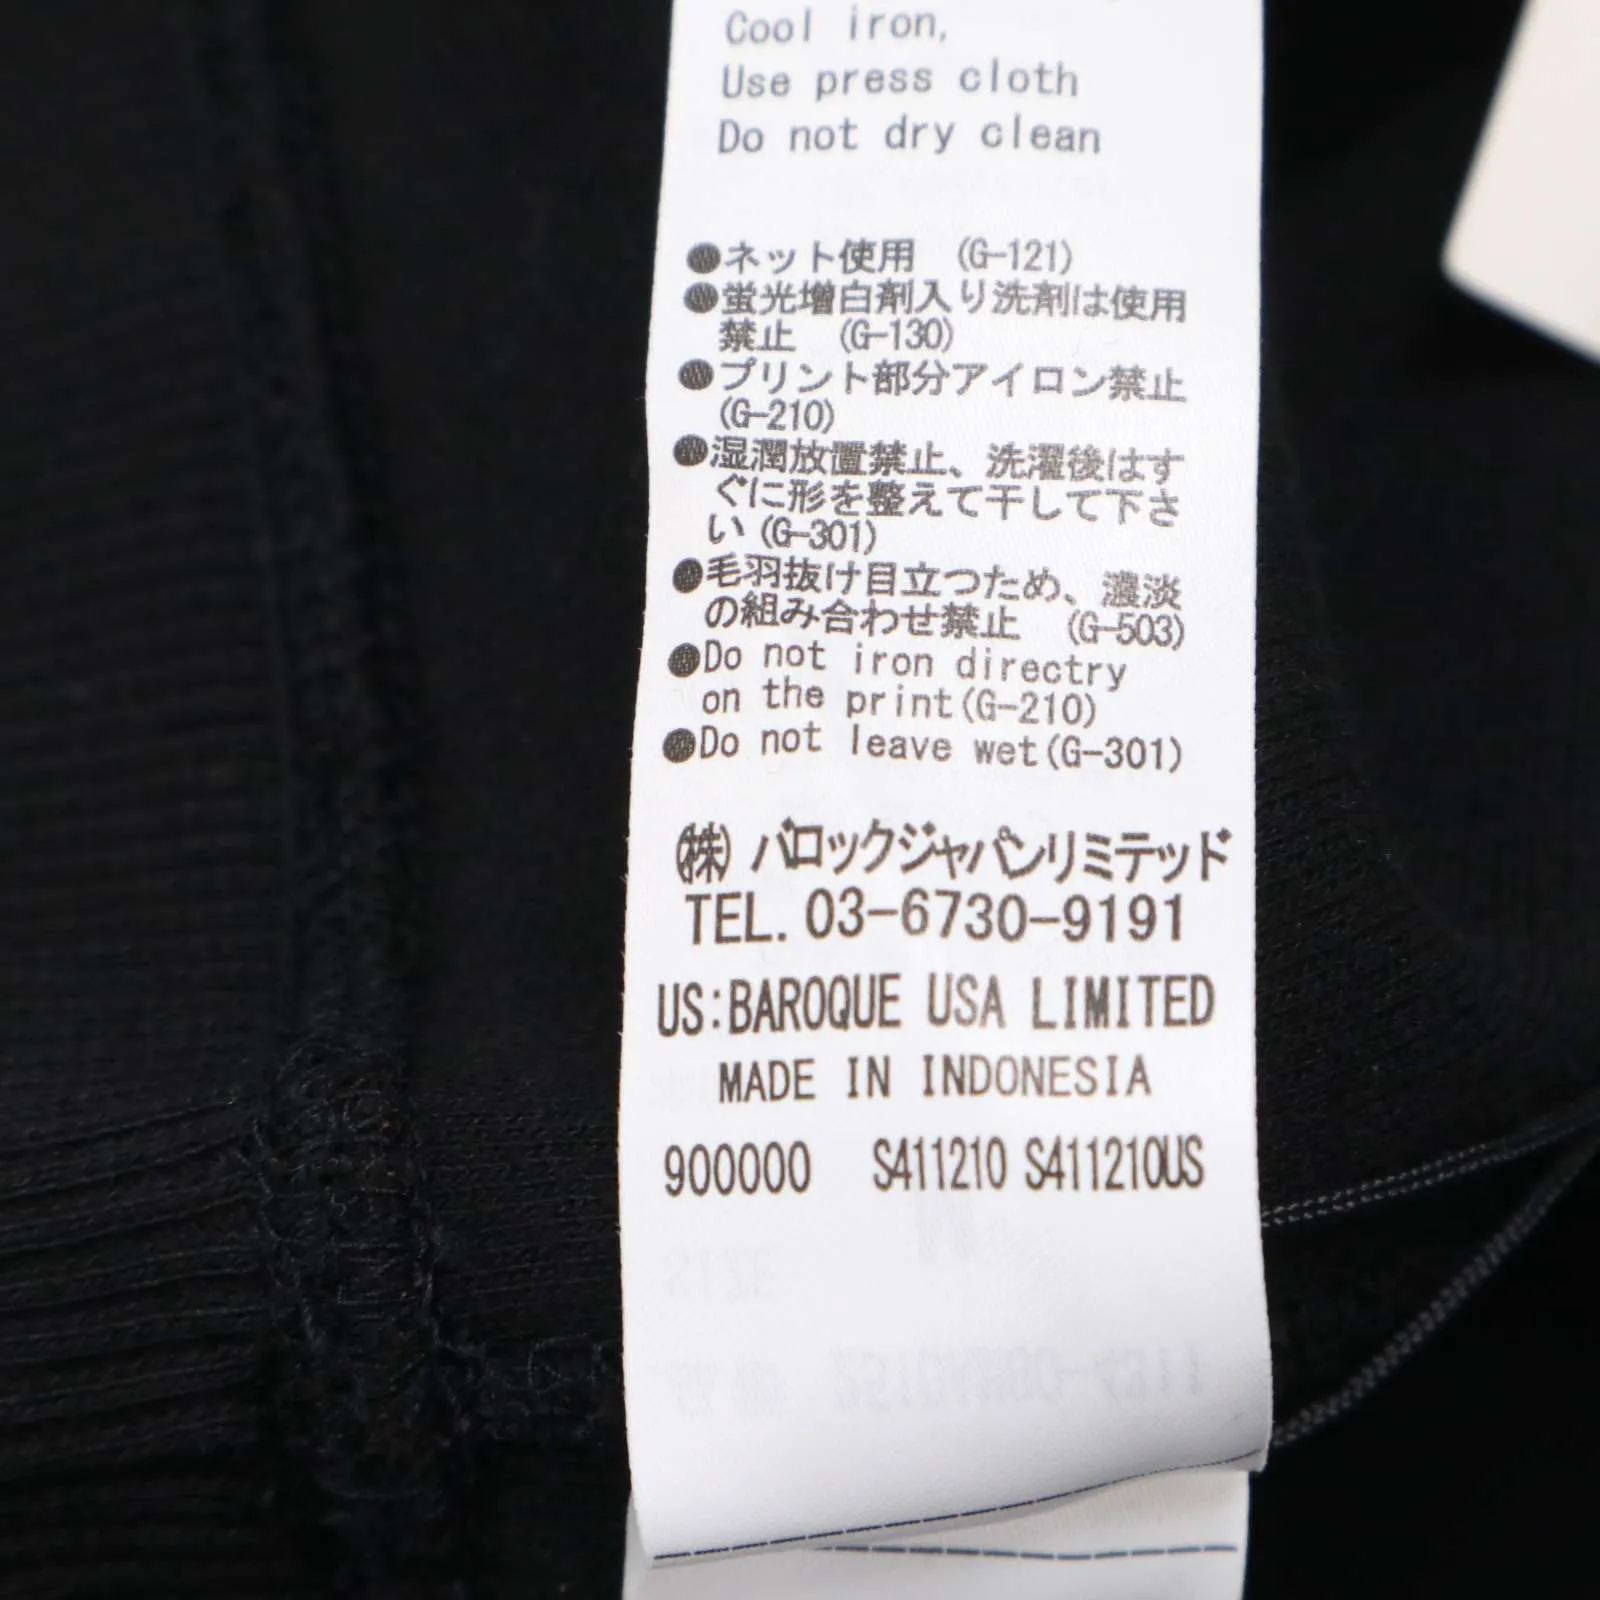 Cool iron,
Use press cloth
Do not dry clean
●ネット使用 (G-121)
●蛍光増白剤入り洗剤は使用
禁止 (G-130)
●プリント部分アイロン禁止
(G-210)
●湿潤放置禁止、洗濯後はす
ぐに形を整えて干して下さ
い(G-301)
●毛羽抜け目立つため、濃淡
の組み合わせ禁止 (G-503)
●Do not iron directry
on the print(G-210)
●Do not leave wet(G-301)
(株)バロックジャパンリミテッド
TEL. 03-6730-9191
US:BAROQUE USA LIMITED
MADE IN INDONESIA
900000 S411210 S411210US